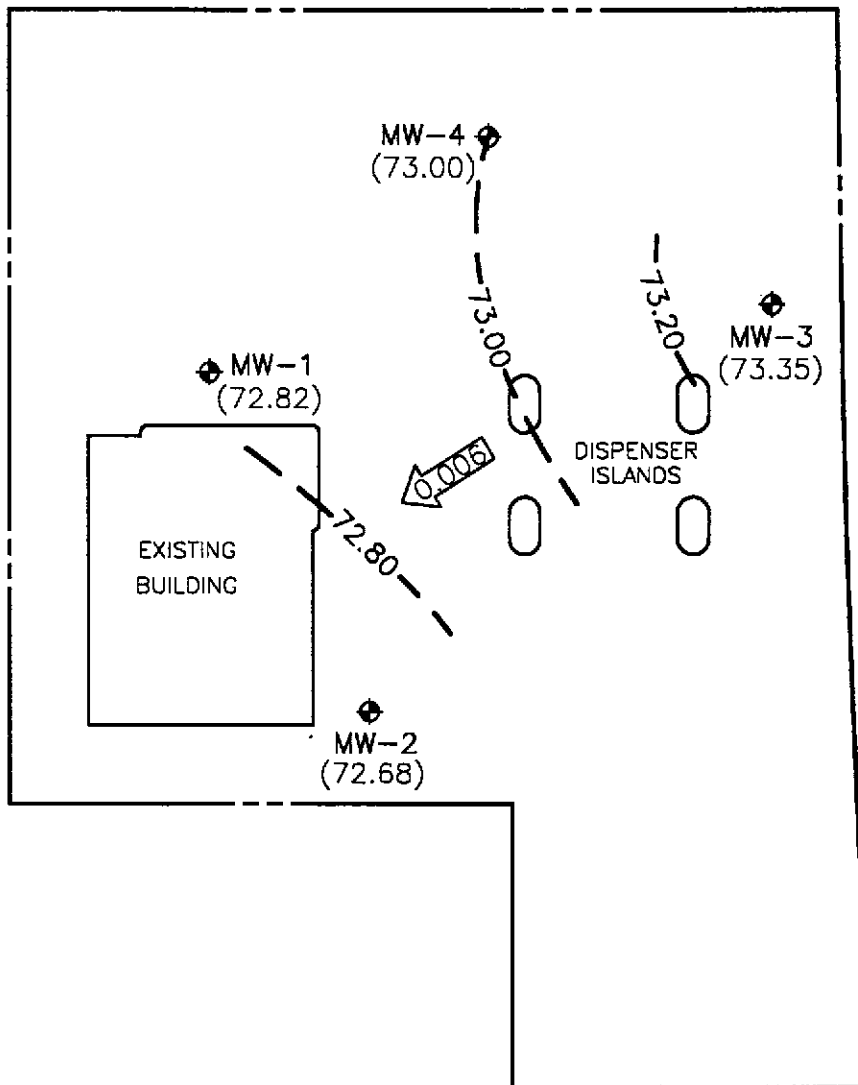 MW-4
(73.00)
73.00
73.20
MW-3
(73.35)
MW-1
(72.82)
0.006
DISPENSER
ISLANDS
72.80
EXISTING
BUILDING
MW-2
(72.68)